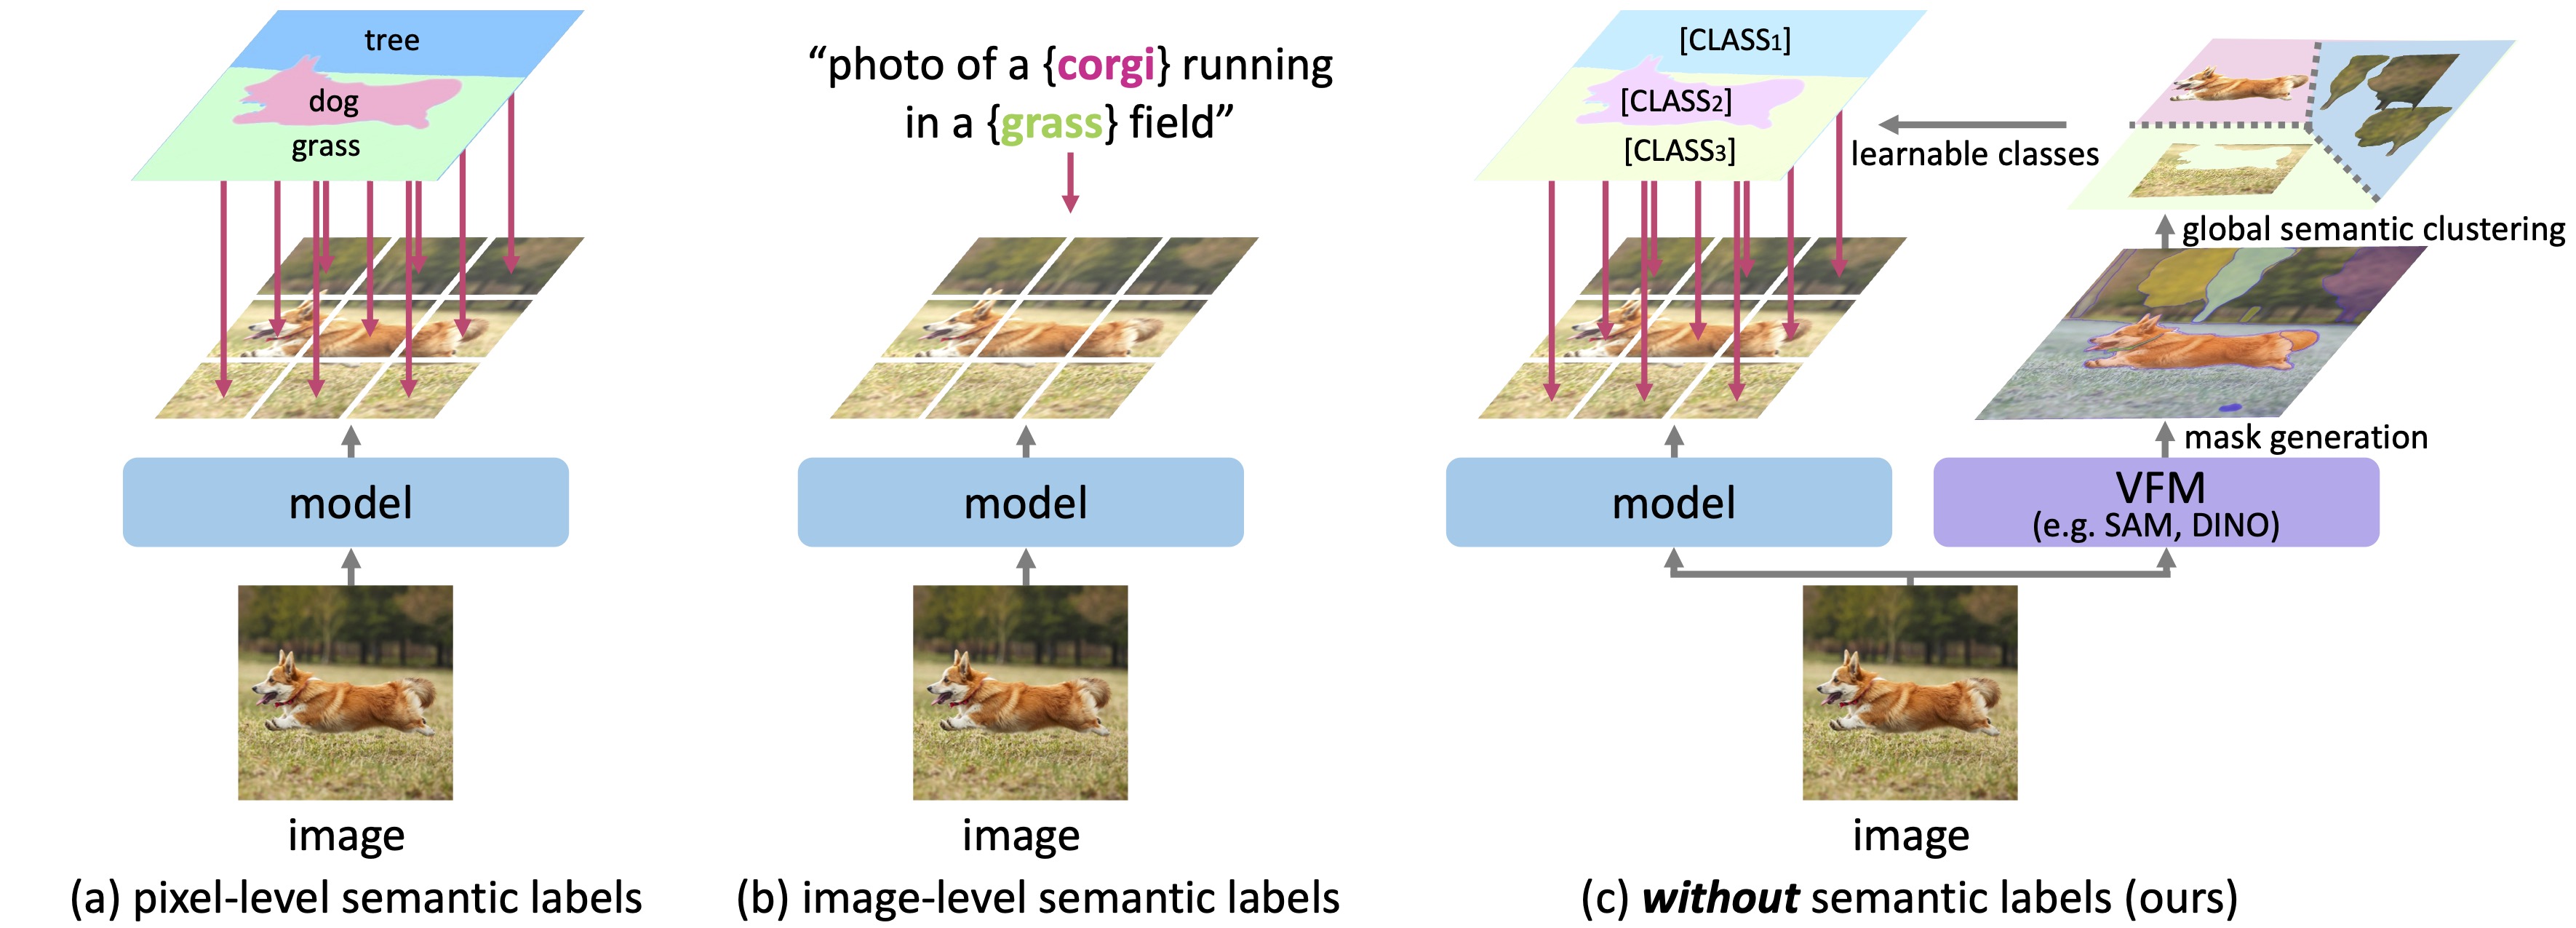 tree
dog
grass
model
image
(a) pixel-level semantic labels
“photo of a {corgi} running
in a {grass} field”
model
image
(b) image-level semantic labels
[CLASS1]
[CLASS2]
[CLASS3]
learnable classes
global semantic clustering
mask generation
model
VFM
(e.g. SAM, DINO)
image
(c) without semantic labels (ours)